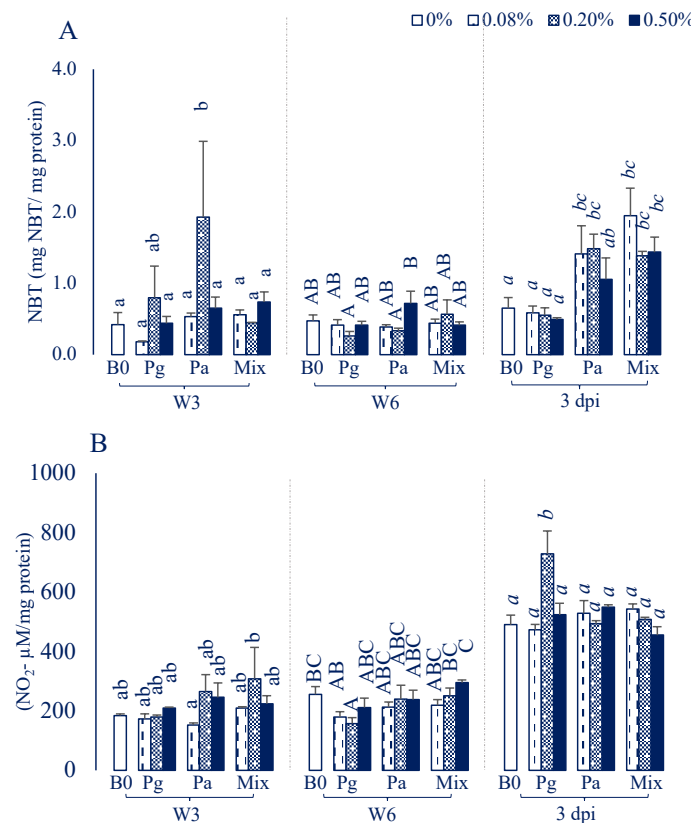 0% 0.08% 0.20% 0.50%
A
NBT (mg NBT/ mg protein)
4.0
3.0
2.0
1.0
0.0
a a ab a a b a a a a
AB AB A AB AB A B AB AB AB
a a a a bc bc ab bc bc bc
B0 Pg Pa Mix B0 Pg Pa Mix B0 Pg Pa Mix
W3 W6 3 dpi
B
(NO2- µM/mg protein)
1000
800
600
400
200
0
ab ab ab ab a ab ab ab b ab
BC AB A ABC ABC ABC ABC ABC BC C
a a b a a a a a a a
B0 Pg Pa Mix B0 Pg Pa Mix B0 Pg Pa Mix
W3 W6 3 dpi